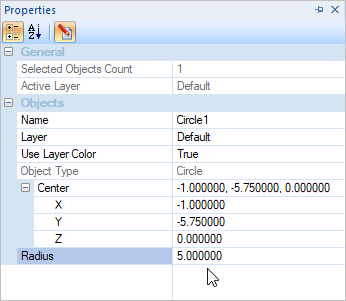 Properties
General
Selected Objects Count 1
Active Layer Default
Objects
Name Circle1
Layer Default
Use Layer Color True
Object Type Circle
Center -1.000000, -5.750000, 0.000000
X -1.000000
Y -5.750000
Z 0.000000
Radius 5.000000